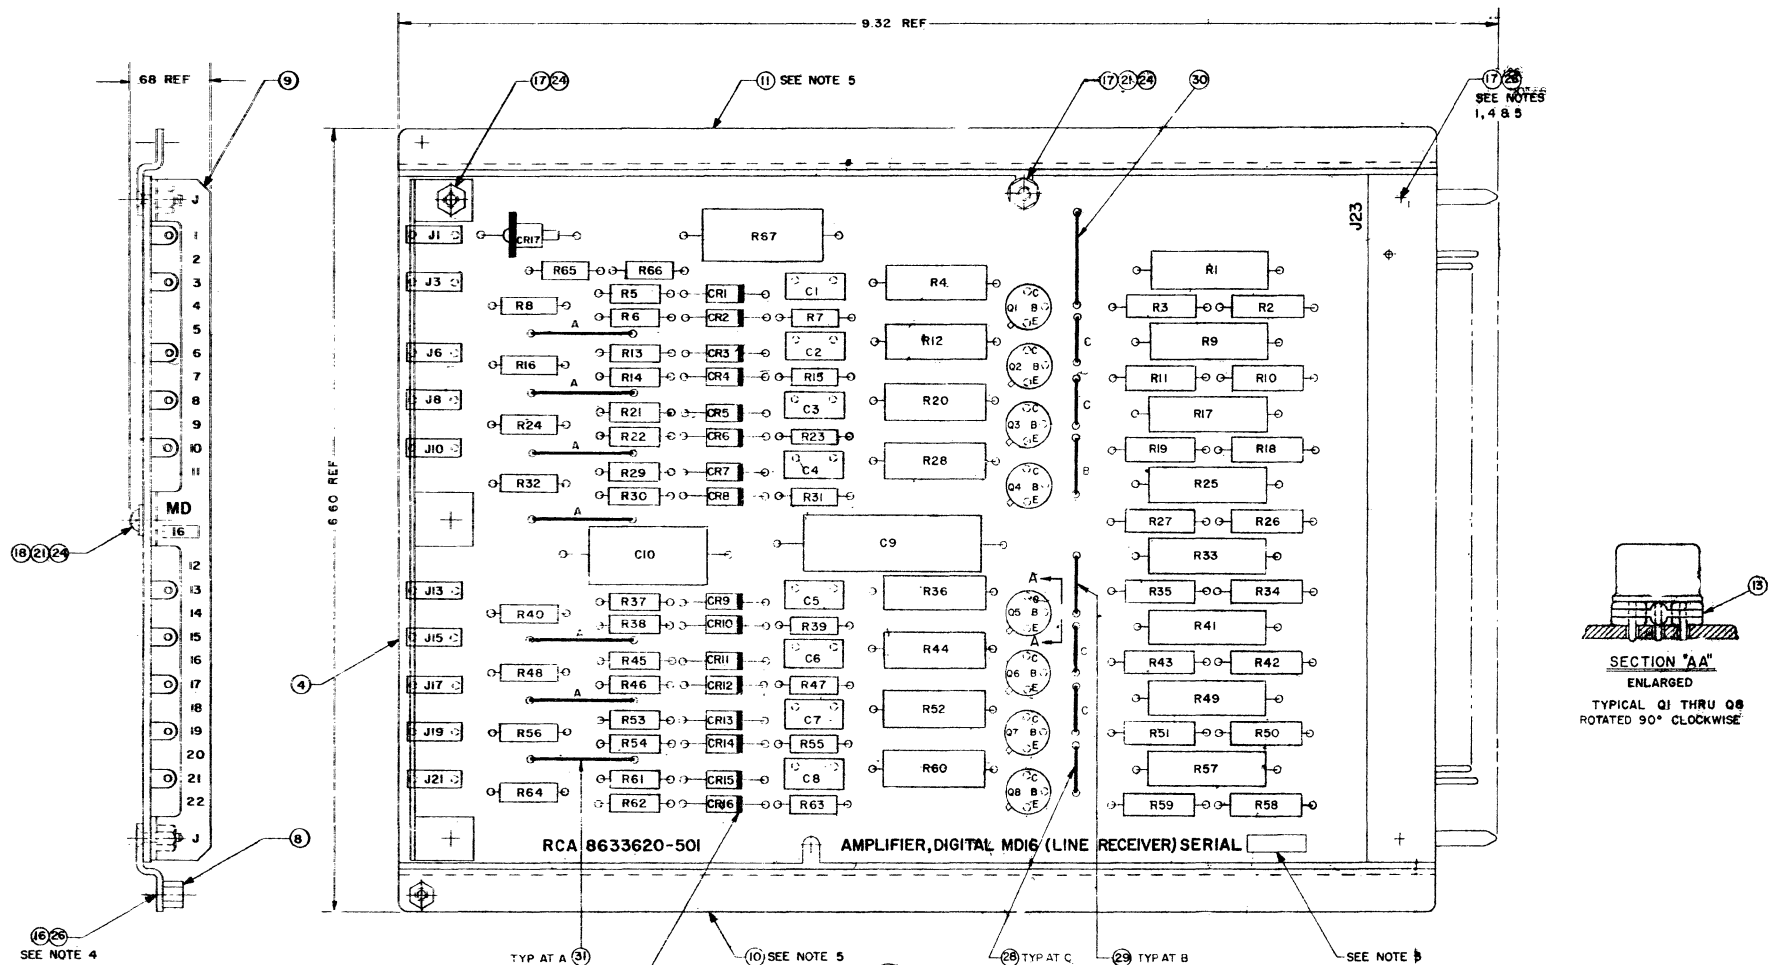 9.32 REF
.68 REF
9
17 24
11 SEE NOTE 5
17 21 24
30
17
SEE NOTES
1, 4 & 5
6.60 REF
J
1
2
3
4
5
6
7
8
9
10
11
MD
16
12
13
14
15
16
17
18
19
20
21
22
J
18 21 24
4
8
16 26
SEE NOTE 4
J23
J1 CR17 R67
R65 R66 R1
J3 R5 CR1 C1 R4 Q1 C B E
R8 R6 CR2 R7 R3 R2
A
J6 R13 CR3 C2 R12 Q2 C B E C R9
R16 R14 CR4 R15 R11 R10
A
J8 R21 CR5 C3 R20 Q3 C B E C R17
R24 R22 CR6 R23
A
J10 R29 CR7 C4 R28 Q4 C B E B R19 R18
R32 R30 CR8 R31 R25
A
R27 R26
C10 C9 R33
J13 R37 CR9 C5 R36 A Q5 C B E A R35 R34
R40 R38 CR10 R39 R41
A
J15 R45 CR11 C6 R44 Q6 C B E C R43 R42
R48 R46 CR12 R47
J17 A R49
R53 CR13 C7 R52 Q7 C B E C
J19 R56 R54 CR14 R55 R51 R50
A
J21 R61 CR15 C8 R60 Q8 C B E R57
R64 R62 CR16 R63 R59 R58
RCA 8633620-501 AMPLIFIER, DIGITAL MD16 (LINE RECEIVER) SERIAL
TYP AT A 31
10 SEE NOTE 5
28 TYP AT C
29 TYP AT B
SEE NOTE
13
SECTION "AA"
ENLARGED
TYPICAL Q1 THRU Q8
ROTATED 90° CLOCKWISE